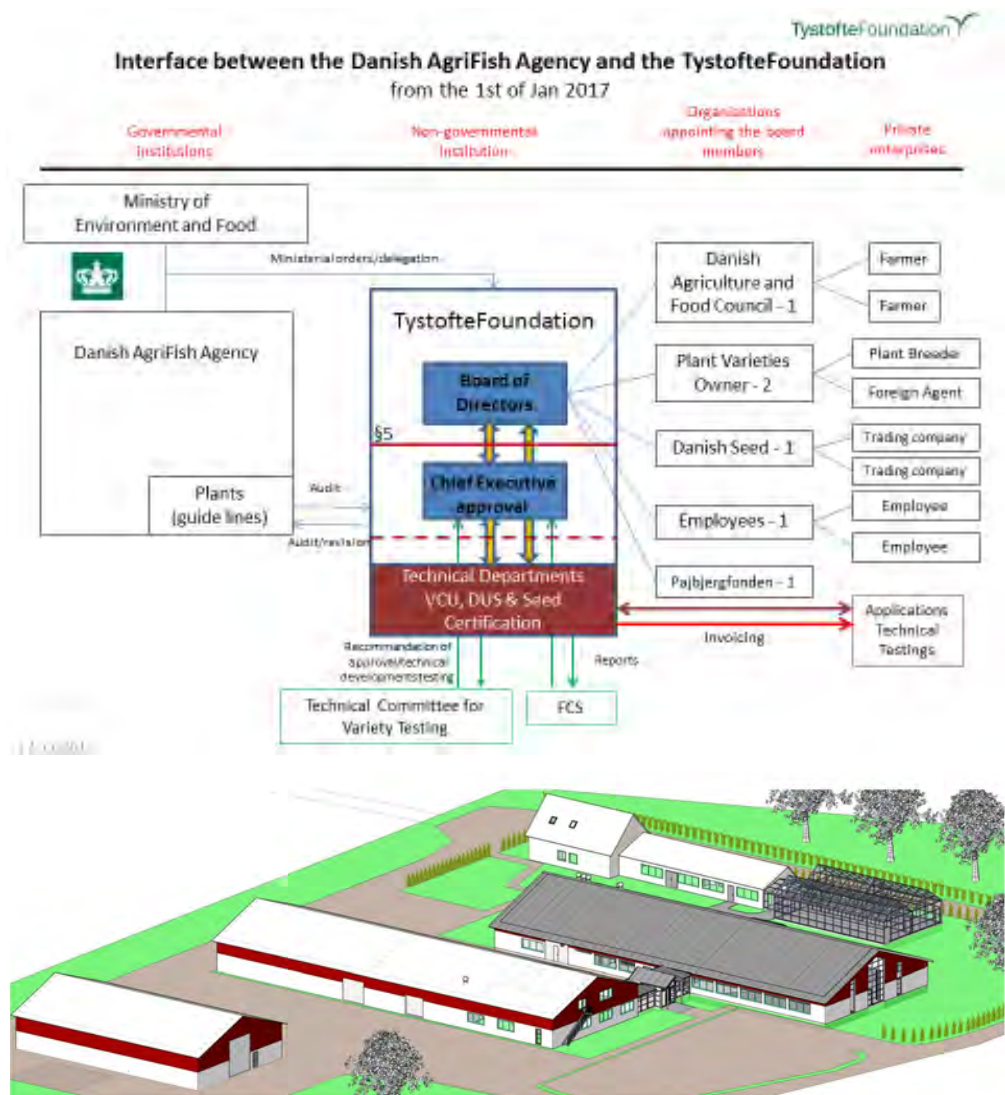 TystofteFoundation
Interface between the Danish AgriFish Agency and the TystofteFoundation
from the 1st of Jan 2017
Governmental
institutions
Non-governmental
institution
Organisations
appointing the board
members
Private
enterprises
Ministry of
Environment and Food
Ministerial orders/delegation
Danish AgriFish Agency
Plants
(guide lines)
Audit
Audit/revision
TystofteFoundation
Board of
Directors
§5
Chief Executive
approval
Technical Departments
VCU, DUS & Seed
Certification
Danish
Agriculture and
Food Council - 1
Farmer
Farmer
Plant Varieties
Owner - 2
Plant Breeder
Foreign Agent
Danish Seed - 1
Trading company
Trading company
Employees - 1
Employee
Employee
Pajbjergfonden - 1
Applications
Technical
Testings
Invoicing
Recommandation of
approval/technical
developments testing
Reports
Technical Committee for
Variety Testing
FCS